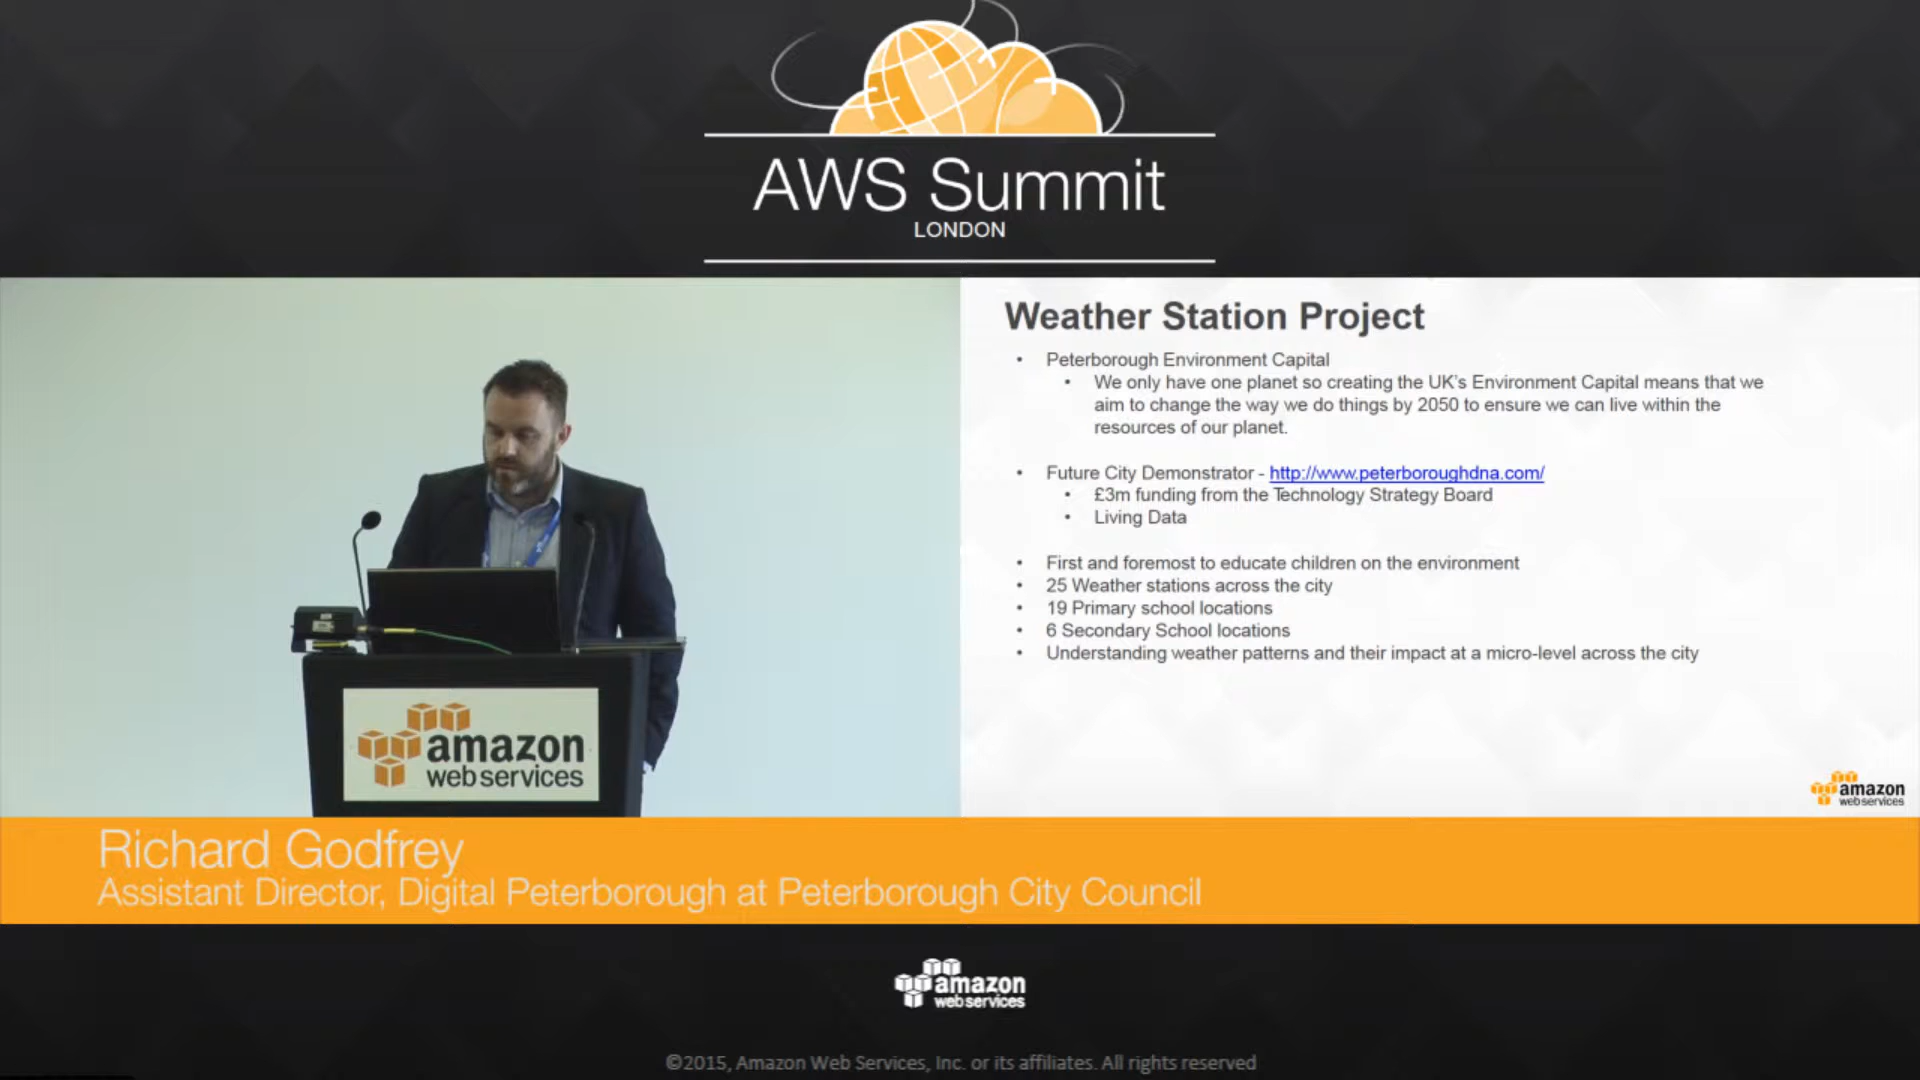 AWS Summit
LONDON
Weather Station Project
• Peterborough Environment Capital
• We only have one planet so creating the UK's Environment Capital means that we
aim to change the way we do things by 2050 to ensure we can live within the
resources of our planet.
• Future City Demonstrator - http://www.peterboroughdna.com/
• £3m funding from the Technology Strategy Board
• Living Data
• First and foremost to educate children on the environment
• 25 Weather stations across the city
• 19 Primary school locations
• 6 Secondary School locations
• Understanding weather patterns and their impact at a micro-level across the city
amazon
web services
amazon
web services
Richard Godfrey
Assistant Director, Digital Peterborough at Peterborough City Council
amazon
web services
©2015, Amazon Web Services, Inc. or its affiliates. All rights reserved